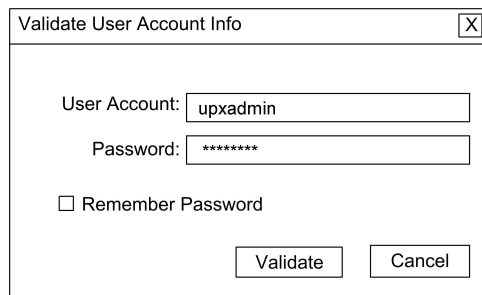 Validate User Account Info X
User Account: upxadmin
Password: ********
Remember Password
Validate Cancel